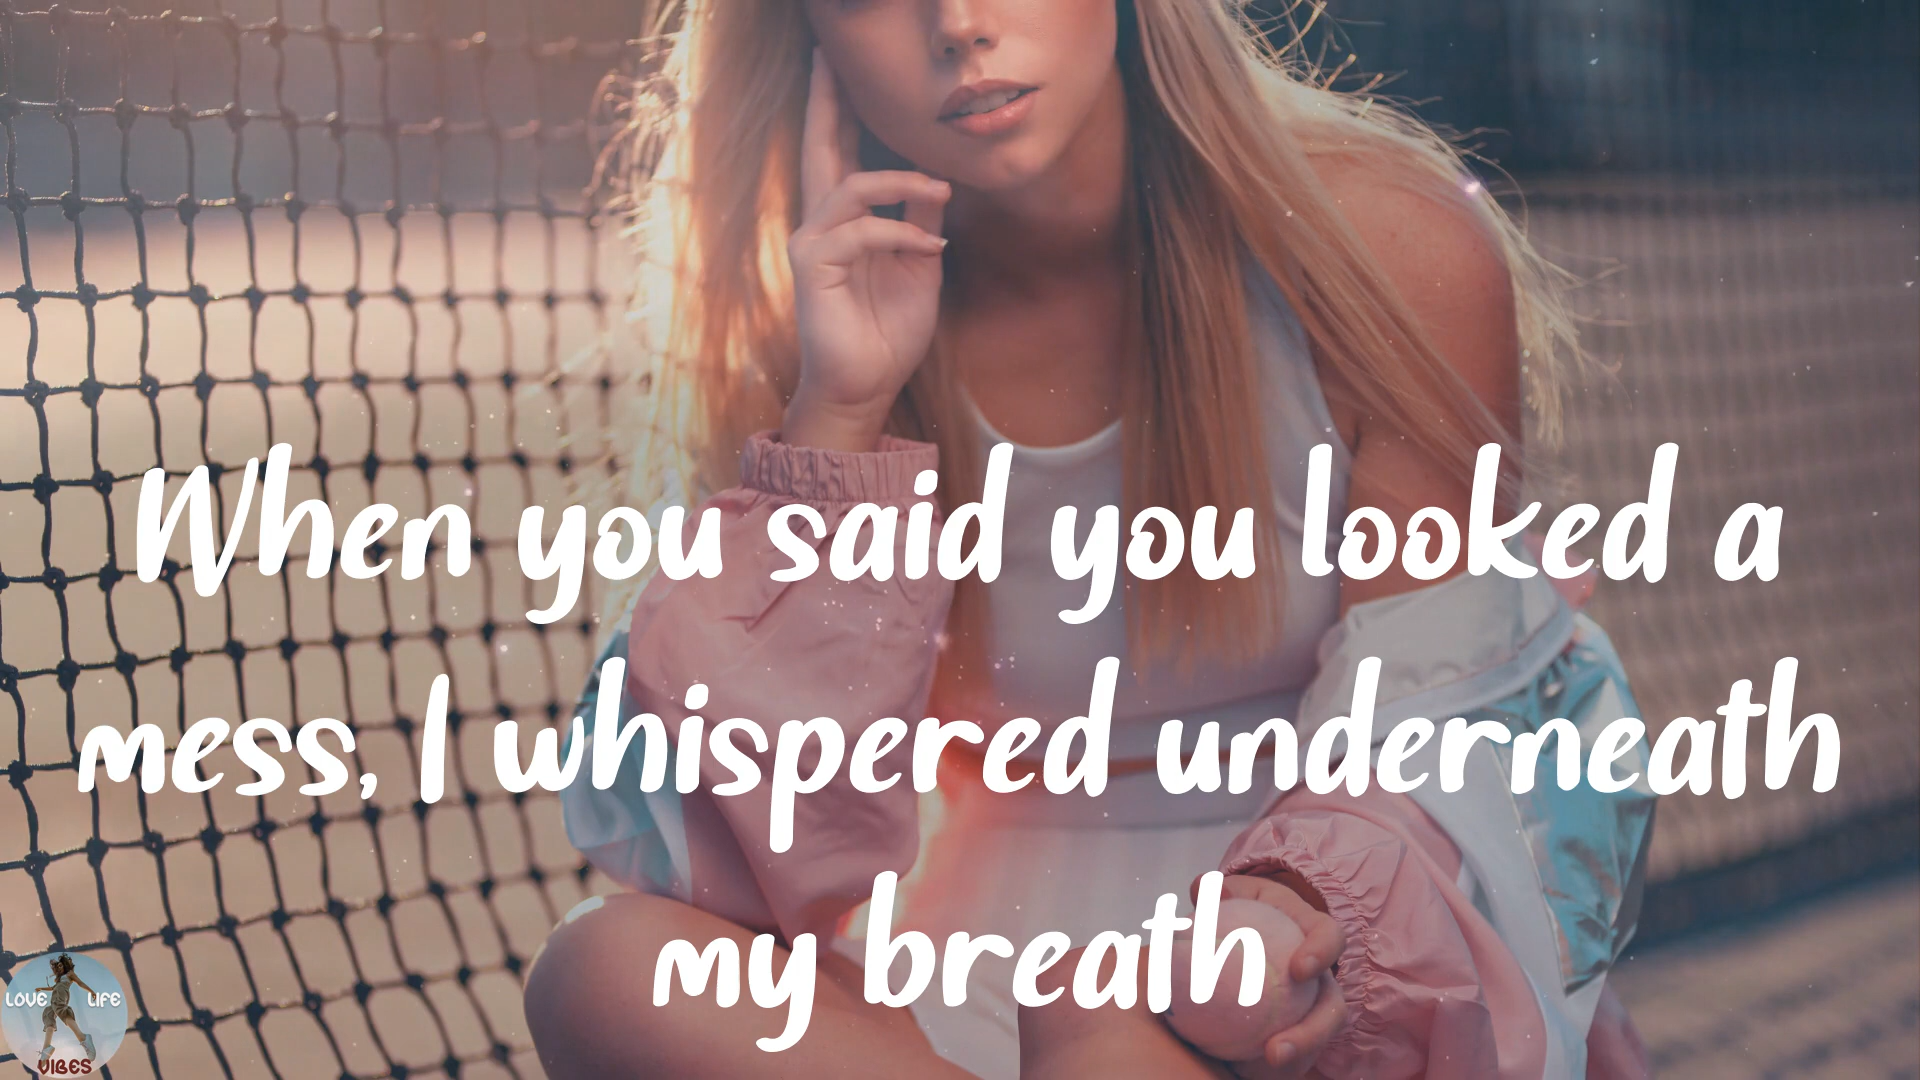 When you said you looked a
mess, I whispered underneath
my breath
LOVE LIFE
VIBES